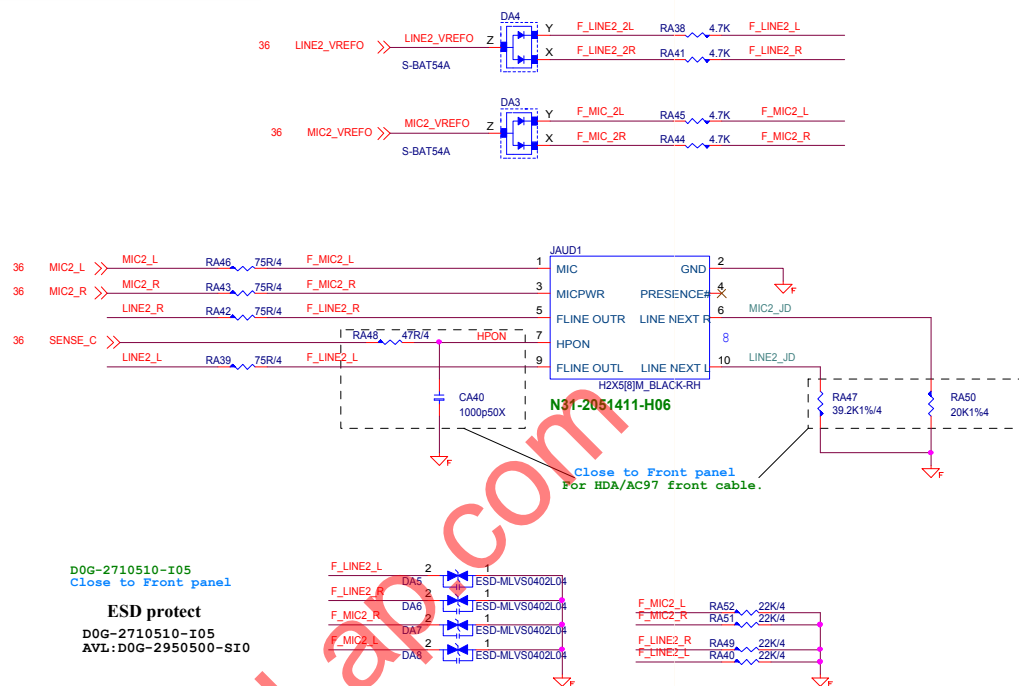 DA4
36 LINE2_VREFO LINE2_VREFO Z Y F_LINE2_2L RA38 4.7K F_LINE2_L
X F_LINE2_2R RA41 4.7K F_LINE2_R
S-BAT54A
DA3
36 MIC2_VREFO MIC2_VREFO Z Y F_MIC_2L RA45 4.7K F_MIC2_L
X F_MIC_2R RA44 4.7K F_MIC2_R
S-BAT54A
JAUD1
36 MIC2_L MIC2_L RA46 75R/4 F_MIC2_L 1 MIC GND 2
F
36 MIC2_R MIC2_R RA43 75R/4 F_MIC2_R 3 MICPWR PRESENCE# 4
LINE2_R RA42 75R/4 F_LINE2_R 5 FLINE OUTR LINE NEXT R 6 MIC2_JD
36 SENSE_C RA48 47R/4 HPON 7 HPON 8
LINE2_L RA39 75R/4 F_LINE2_L 9 FLINE OUTL LINE NEXT L 10 LINE2_JD
H2X5[8]M_BLACK-RH
N31-2051411-H06
CA40
1000p50X
F
RA47
39.2K1%/4
RA50
20K1%4
F
Close to Front panel
For HDA/AC97 front cable.
D0G-2710510-I05
Close to Front panel
ESD protect
D0G-2710510-I05
AVL:D0G-2950500-SI0
F_LINE2_L 2 DA5 1 ESD-MLVS0402L04
F_LINE2_R 2 DA6 1 ESD-MLVS0402L04
F_MIC2_R 2 DA7 1 ESD-MLVS0402L04
F_MIC2_L 2 DA8 1 ESD-MLVS0402L04
F
F_MIC2_L RA52 22K/4
F_MIC2_R RA51 22K/4
F_LINE2_R RA49 22K/4
F_LINE2_L RA40 22K/4
F
ap.com